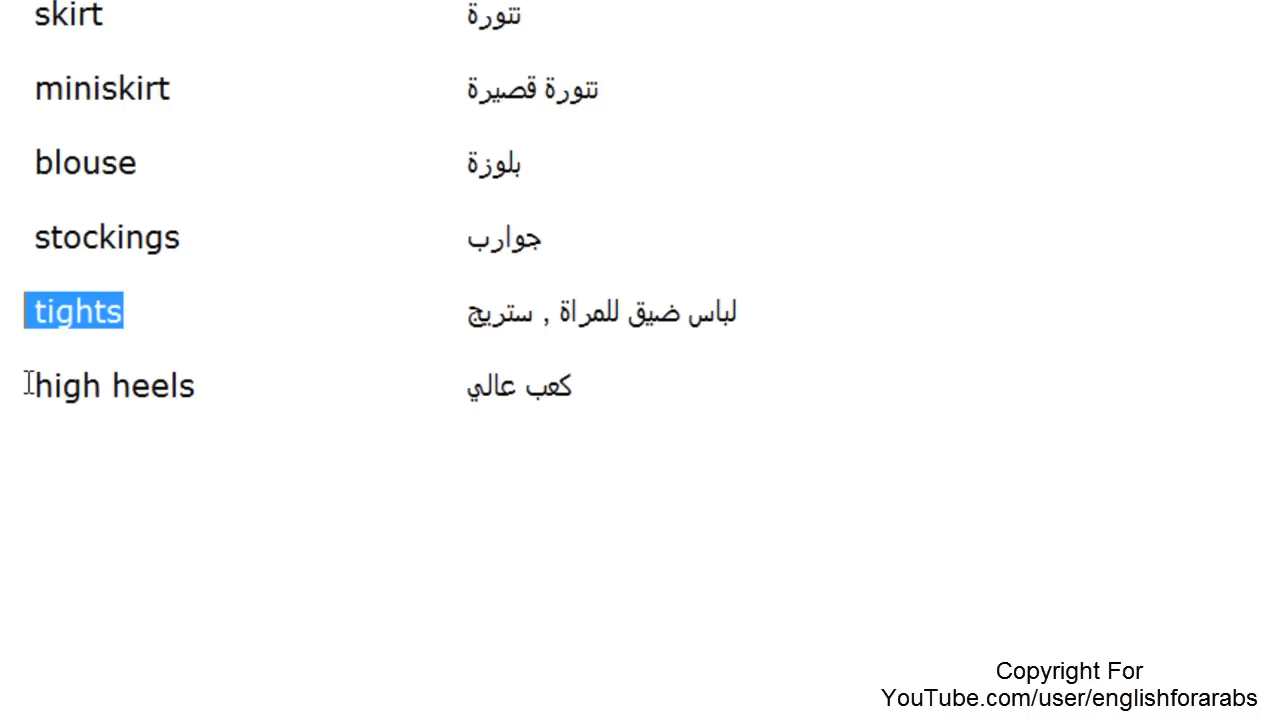 skirt تنورة
miniskirt تنورة قصيرة
blouse بلوزة
stockings جوارب
tights لباس ضيق للمراة , ستريج
high heels كعب عالي
Copyright For
YouTube.com/user/englishforarabs